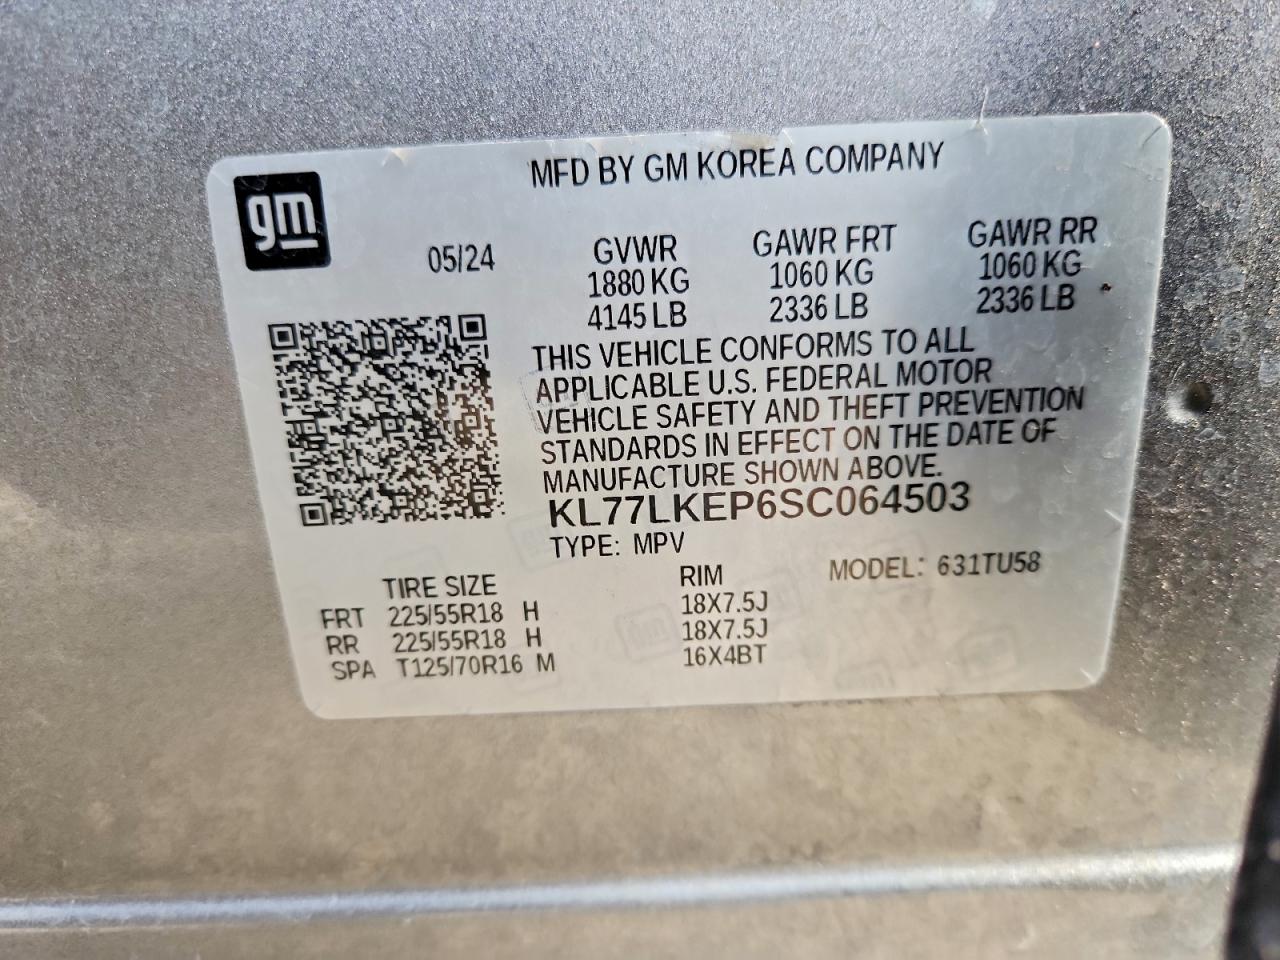 gm
MFD BY GM KOREA COMPANY
05/24
GVWR GAWR FRT GAWR RR
1880 KG 1060 KG 1060 KG
4145 LB 2336 LB 2336 LB
THIS VEHICLE CONFORMS TO ALL
APPLICABLE U.S. FEDERAL MOTOR
VEHICLE SAFETY AND THEFT PREVENTION
STANDARDS IN EFFECT ON THE DATE OF
MANUFACTURE SHOWN ABOVE.
KL77LKEP6SC064503
TYPE: MPV MODEL: 631TU58
TIRE SIZE RIM
FRT 225/55R18 H 18X7.5J
RR 225/55R18 H 18X7.5J
SPA T125/70R16 M 16X4BT